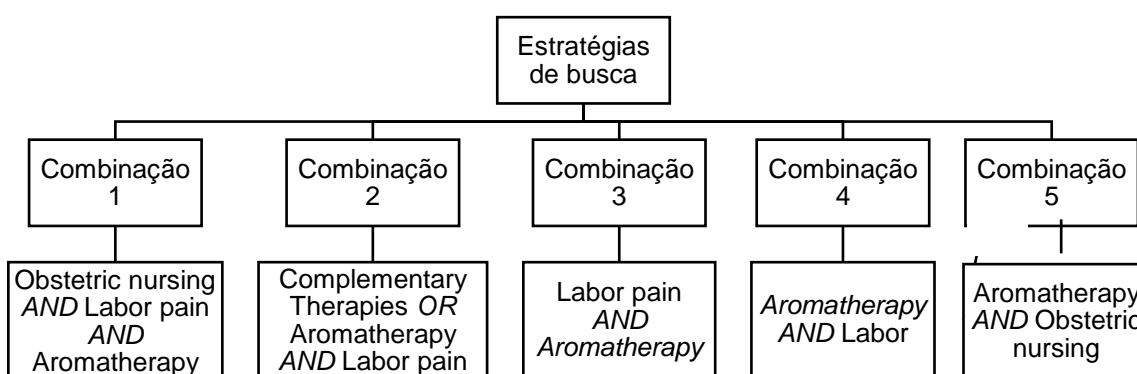 Estratégias
de busca
Combinação
1
Combinação
2
Combinação
3
Combinação
4
Combinação
5
Obstetric nursing
AND Labor pain
AND
Aromatherapy
Complementary
Therapies OR
Aromatherapy
AND Labor pain
Labor pain
AND
Aromatherapy
Aromatherapy
AND Labor
Aromatherapy
AND Obstetric
nursing